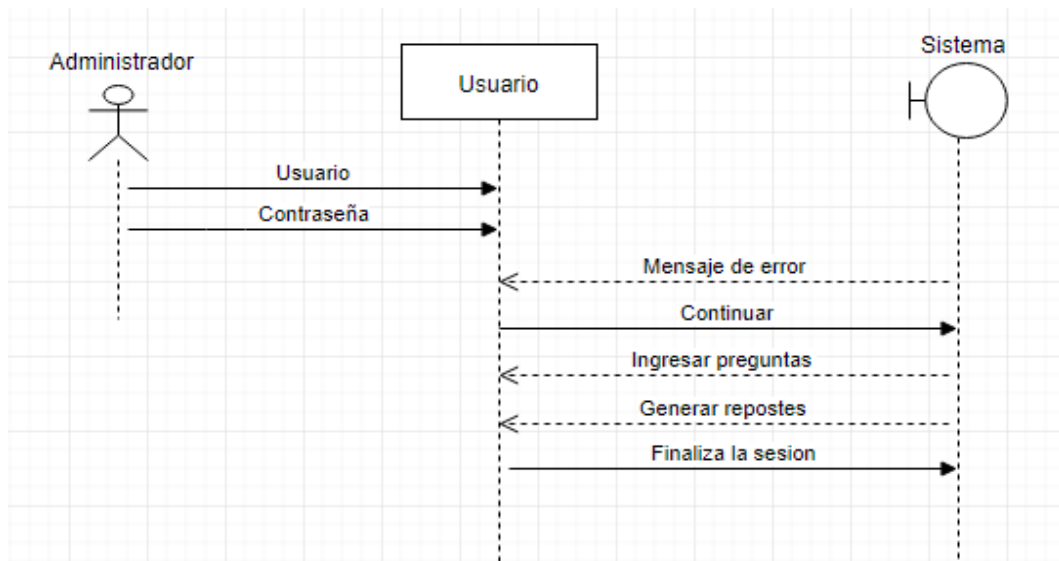 Administrador
Usuario
Sistema
Usuario
Contraseña
Mensaje de error
Continuar
Ingresar preguntas
Generar repostes
Finaliza la sesion